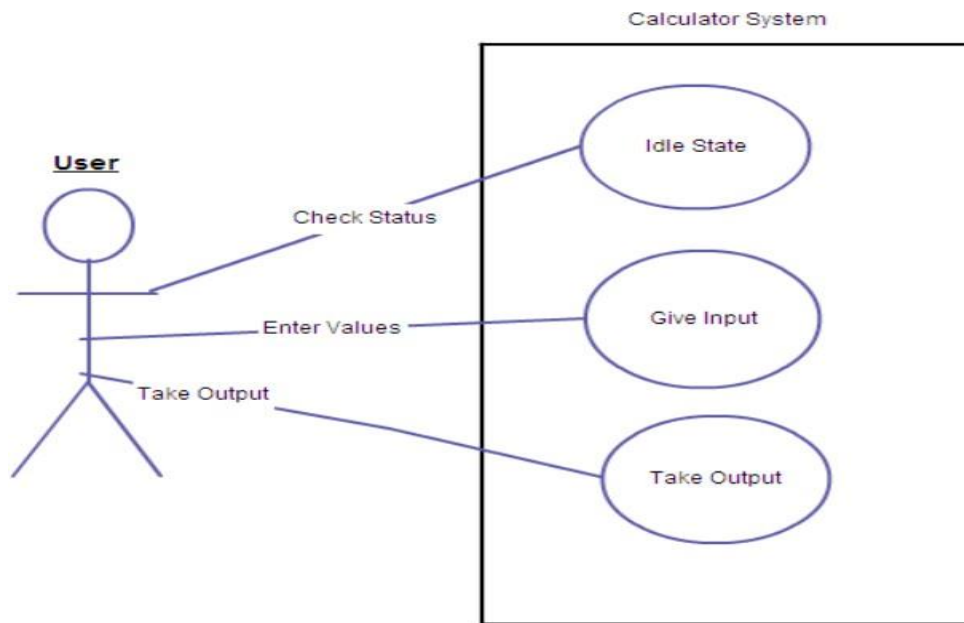 Calculator System
Idle State
User
Check Status
Enter Values
Give Input
Take Output
Take Output